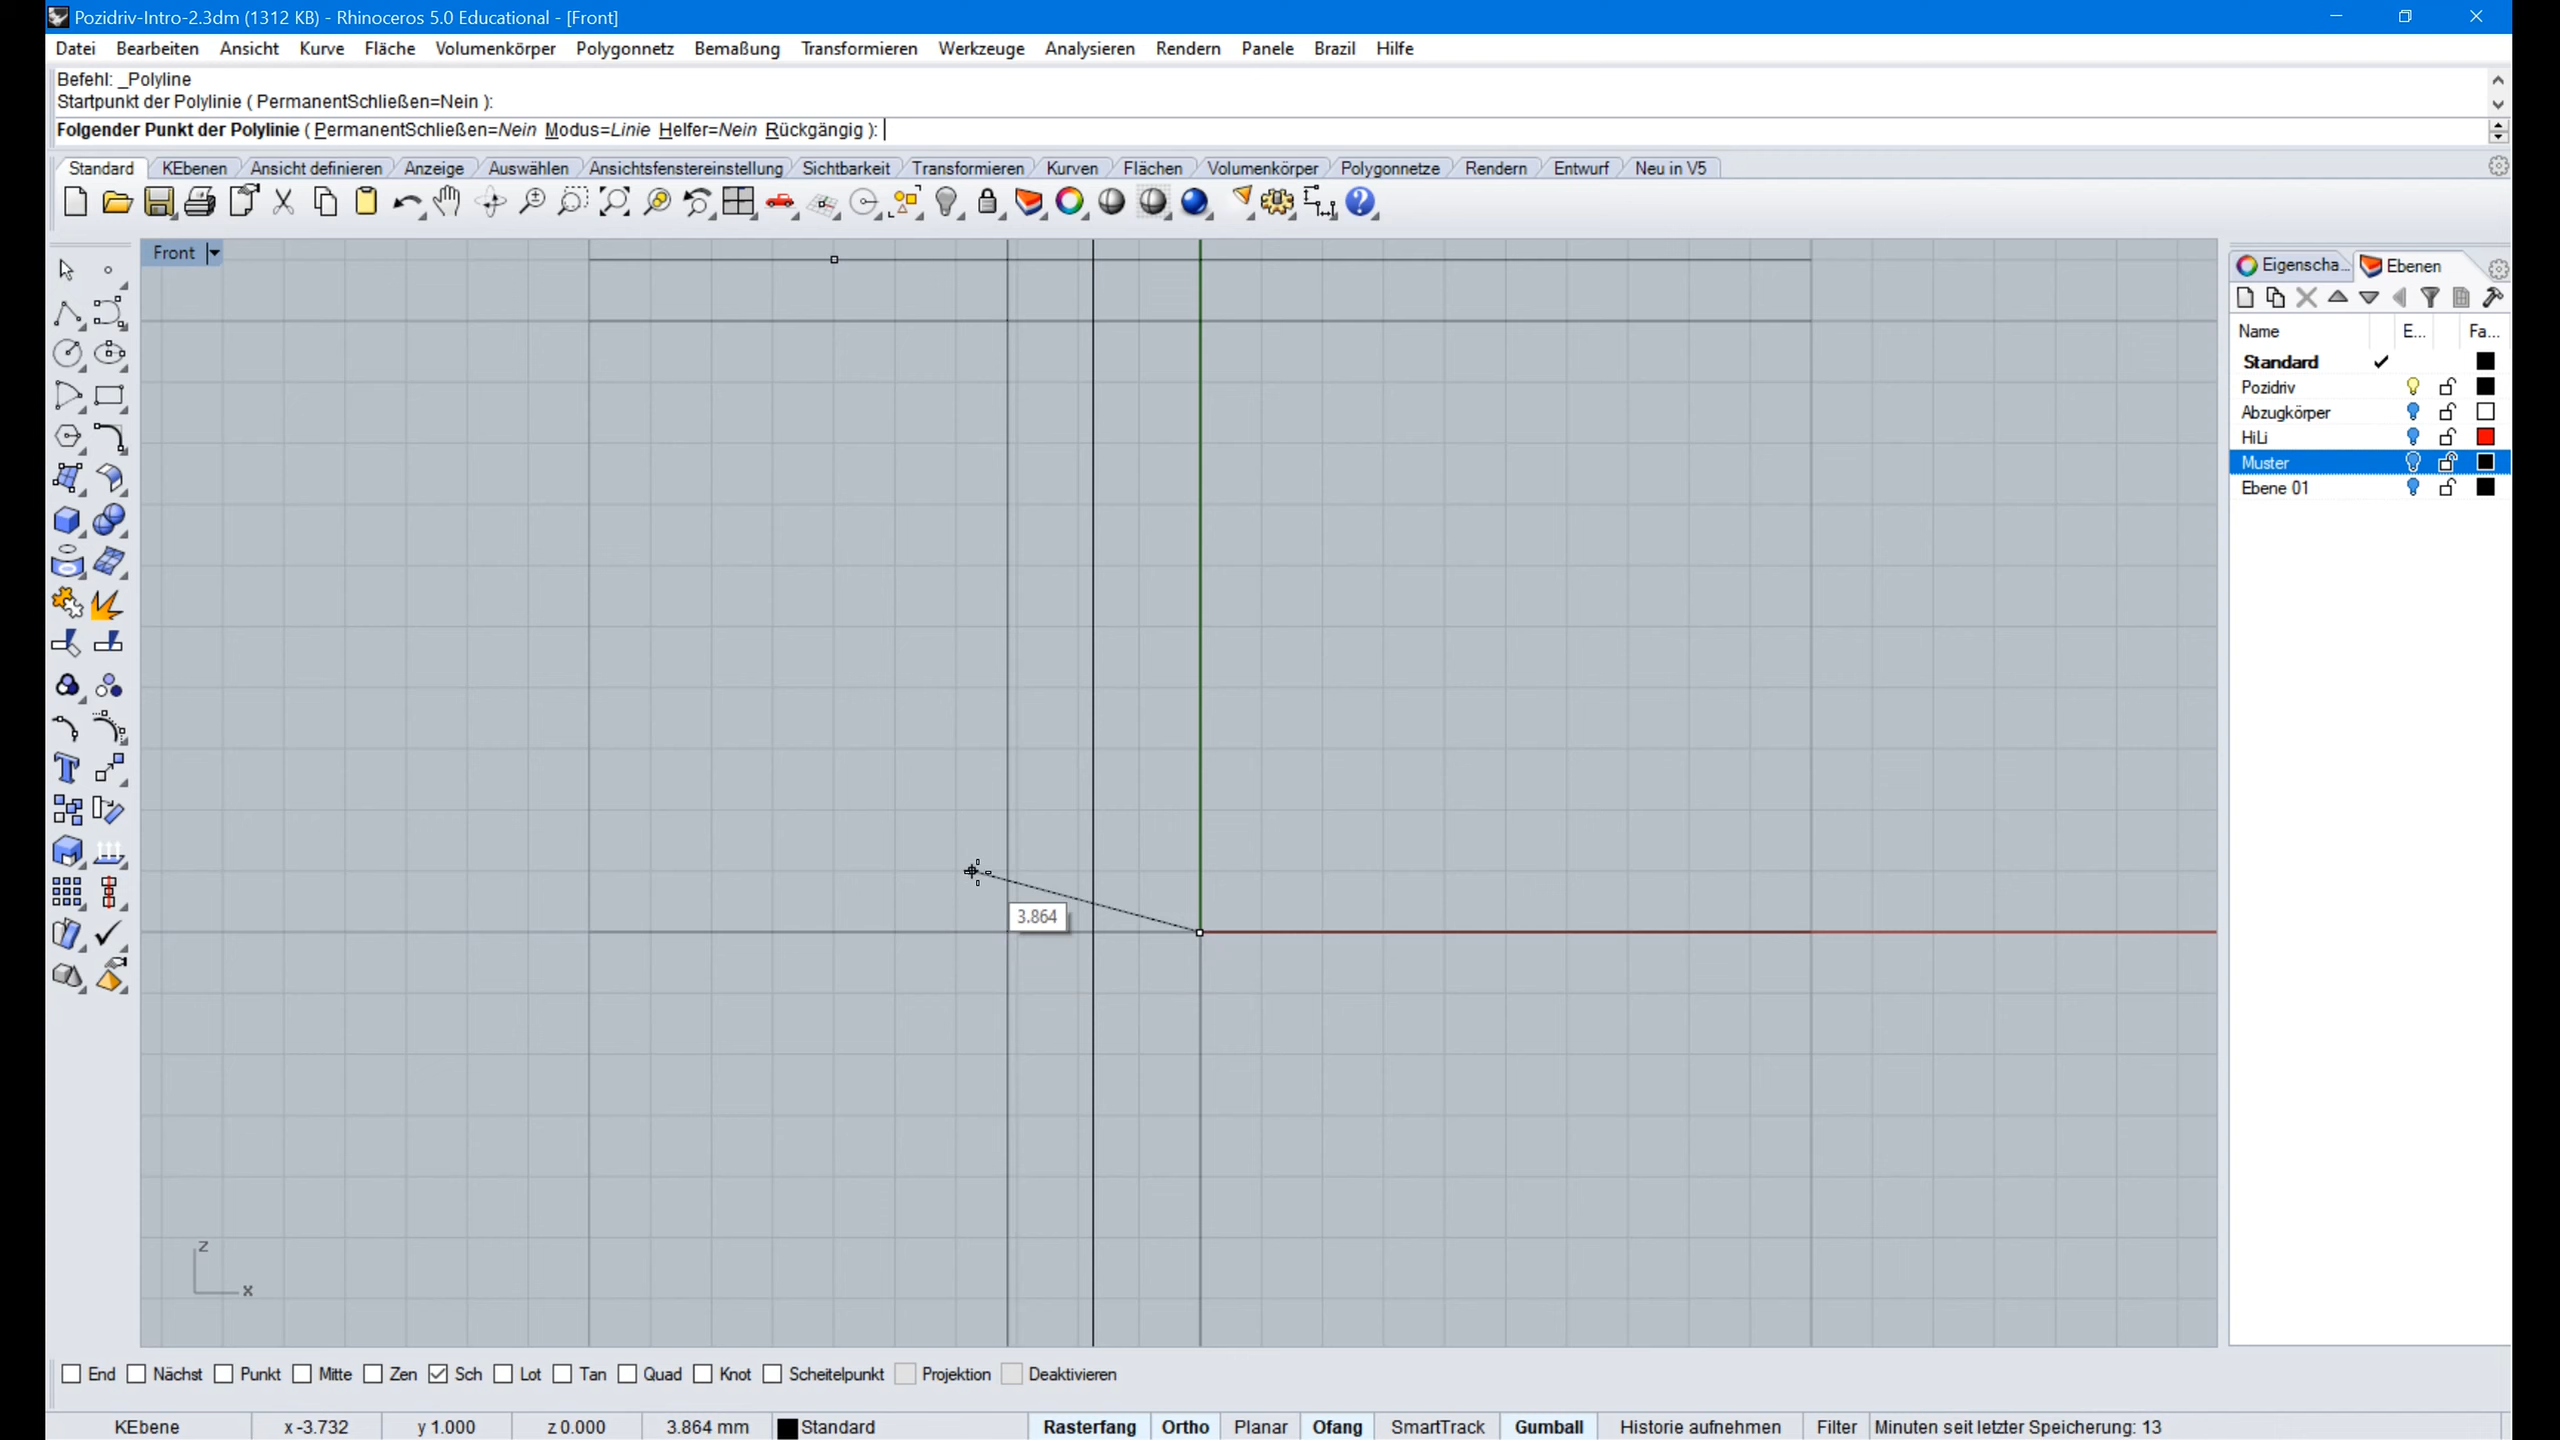 Pozidriv-Intro-2.3dm (1312 KB) - Rhinoceros 5.0 Educational - [Front]
Datei Bearbeiten Ansicht Kurve Fläche Volumenkörper Polygonnetz Bemaßung Transformieren Werkzeuge Analysieren Rendern Panele Brazil Hilfe
Befehl: _Polyline
Startpunkt der Polylinie ( PermanentSchließen=Nein ):
Folgender Punkt der Polylinie ( PermanentSchließen=Nein Modus=Linie Helfer=Nein Rückgängig ):
Standard KEbenen Ansicht definieren Anzeige Auswählen Ansichtsfenstereinstellung Sichtbarkeit Transformieren Kurven Flächen Volumenkörper Polygonnetze Rendern Entwurf Neu in V5
Front
Eigenscha... Ebenen
Name E... Fa...
Standard
Pozidriv
Abzugkörper
HiLi
Muster
Ebene 01
3.864
z
x
End Nächst Punkt Mitte Zen Sch Lot Tan Quad Knot Scheitelpunkt Projektion Deaktivieren
KEbene x -3.732 y 1.000 z 0.000 3.864 mm Standard Rasterfang Ortho Planar Ofang SmartTrack Gumball Historie aufnehmen Filter Minuten seit letzter Speicherung: 13